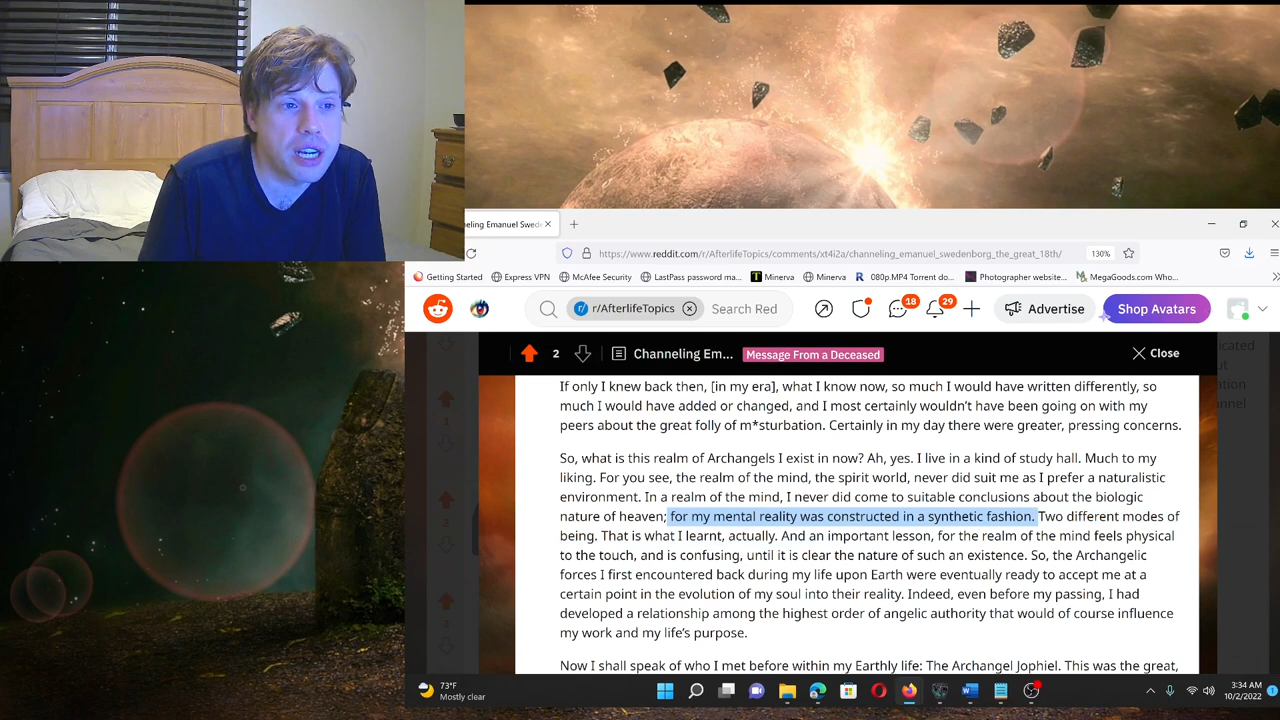 neling Emanuel Swede
https://www.reddit.com/r/AfterlifeTopics/comments/xt4i2a/channeling_emanuel_swedenborg_the_great_18th/
130%
Getting Started
Express VPN
McAfee Security
LastPass password ma...
Minerva
Minerva
080p.MP4 Torrent do...
Photographer website...
MegaGoods.com Who...
r/AfterlifeTopics
Search Red
18
29
Advertise
Shop Avatars
2
Channeling Em...
Message From a Deceased
Close
If only I knew back then, [in my era], what I know now, so much I would have written differently, so
much I would have added or changed, and I most certainly wouldn't have been going on with my
peers about the great folly of m*sturbation. Certainly in my day there were greater, pressing concerns.
So, what is this realm of Archangels I exist in now? Ah, yes. I live in a kind of study hall. Much to my
liking. For you see, the realm of the mind, the spirit world, never did suit me as I prefer a naturalistic
environment. In a realm of the mind, I never did come to suitable conclusions about the biologic
nature of heaven; for my mental reality was constructed in a synthetic fashion. Two different modes of
being. That is what I learnt, actually. And an important lesson, for the realm of the mind feels physical
to the touch, and is confusing, until it is clear the nature of such an existence. So, the Archangelic
forces I first encountered back during my life upon Earth were eventually ready to accept me at a
certain point in the evolution of my soul into their reality. Indeed, even before my passing, I had
developed a relationship among the highest order of angelic authority that would of course influence
my work and my life's purpose.
Now I shall speak of who I met before within my Earthly life: The Archangel Jophiel. This was the great,
73°F
Mostly clear
3:34 AM
10/2/2022